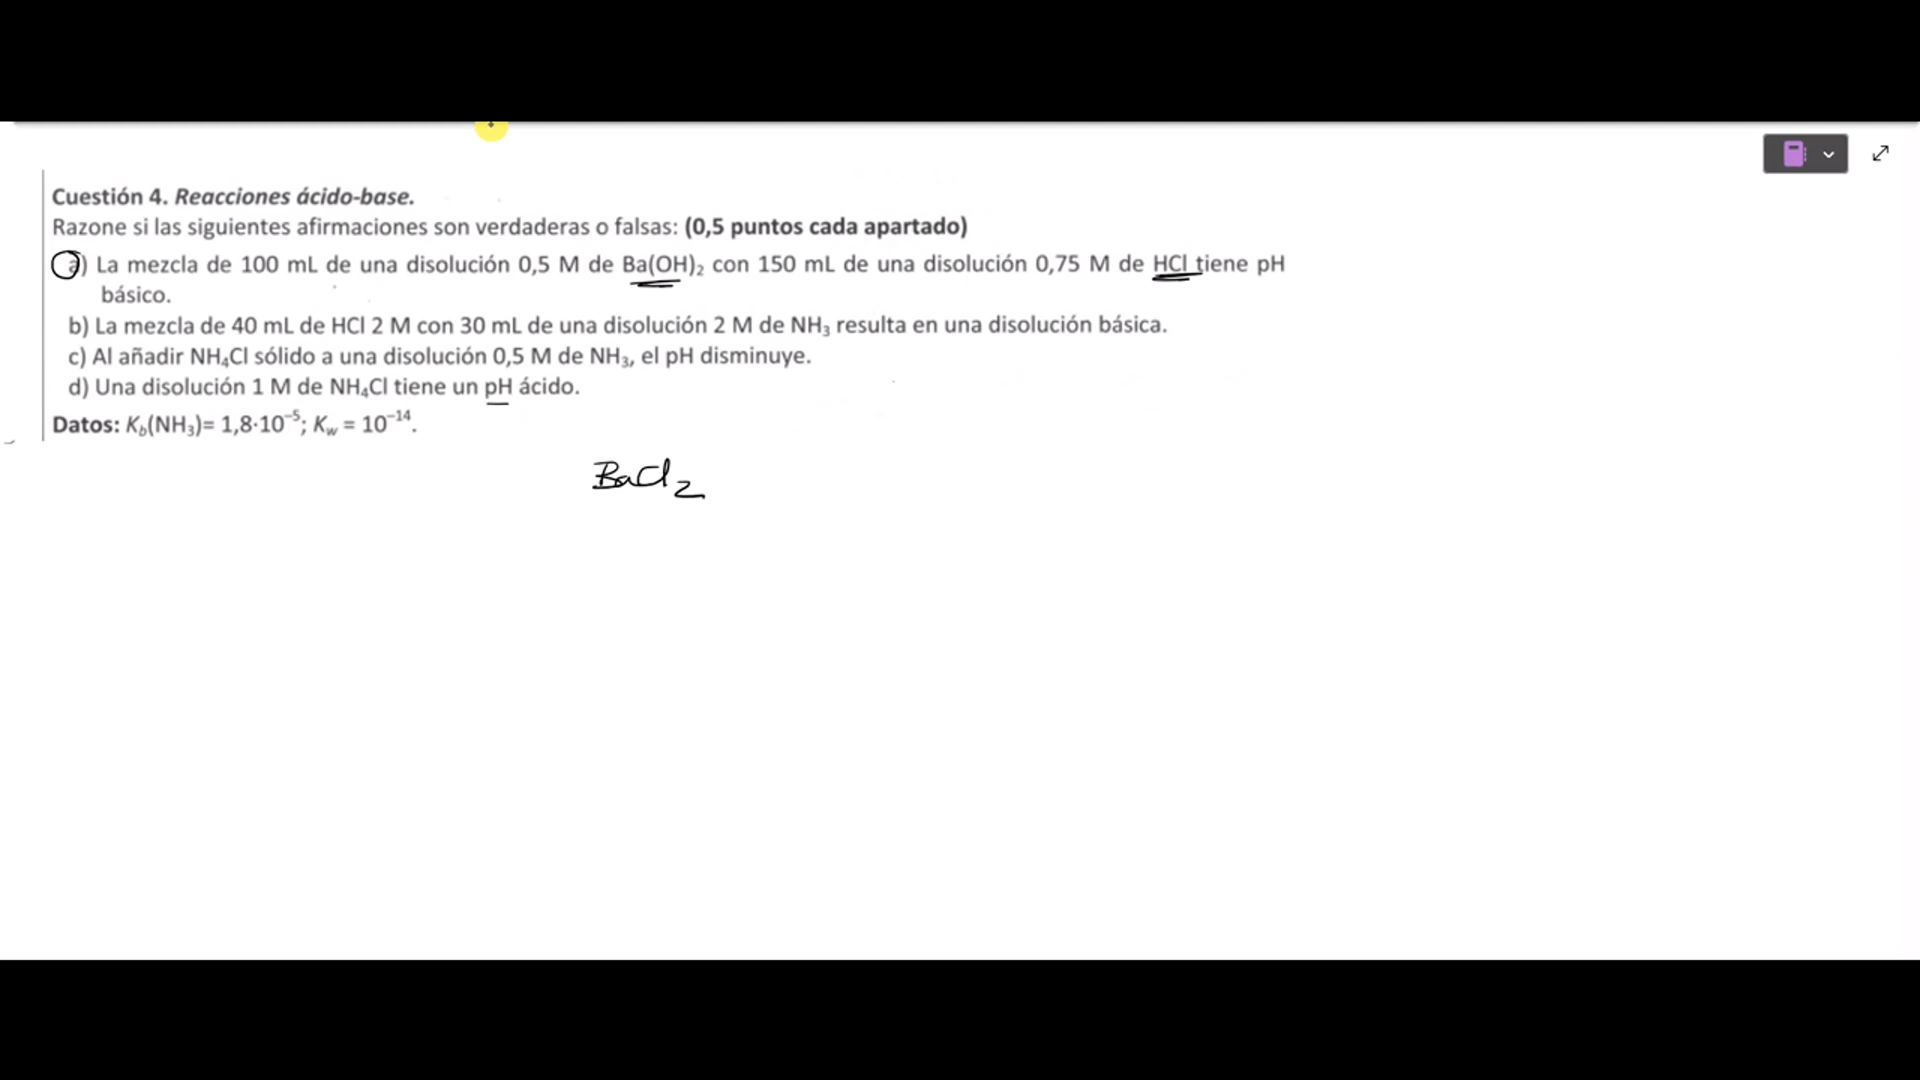 Cuestión 4. Reacciones ácido-base.
Razone si las siguientes afirmaciones son verdaderas o falsas: (0,5 puntos cada apartado)
a) La mezcla de 100 mL de una disolución 0,5 M de Ba(OH)₂ con 150 mL de una disolución 0,75 M de HCl tiene pH
básico.
b) La mezcla de 40 mL de HCl 2 M con 30 mL de una disolución 2 M de NH₃ resulta en una disolución básica.
c) Al añadir NH₄Cl sólido a una disolución 0,5 M de NH₃, el pH disminuye.
d) Una disolución 1 M de NH₄Cl tiene un pH ácido.
Datos: K_b(NH₃)= 1,8·10⁻⁵; K_w = 10⁻¹⁴.
BaCl₂